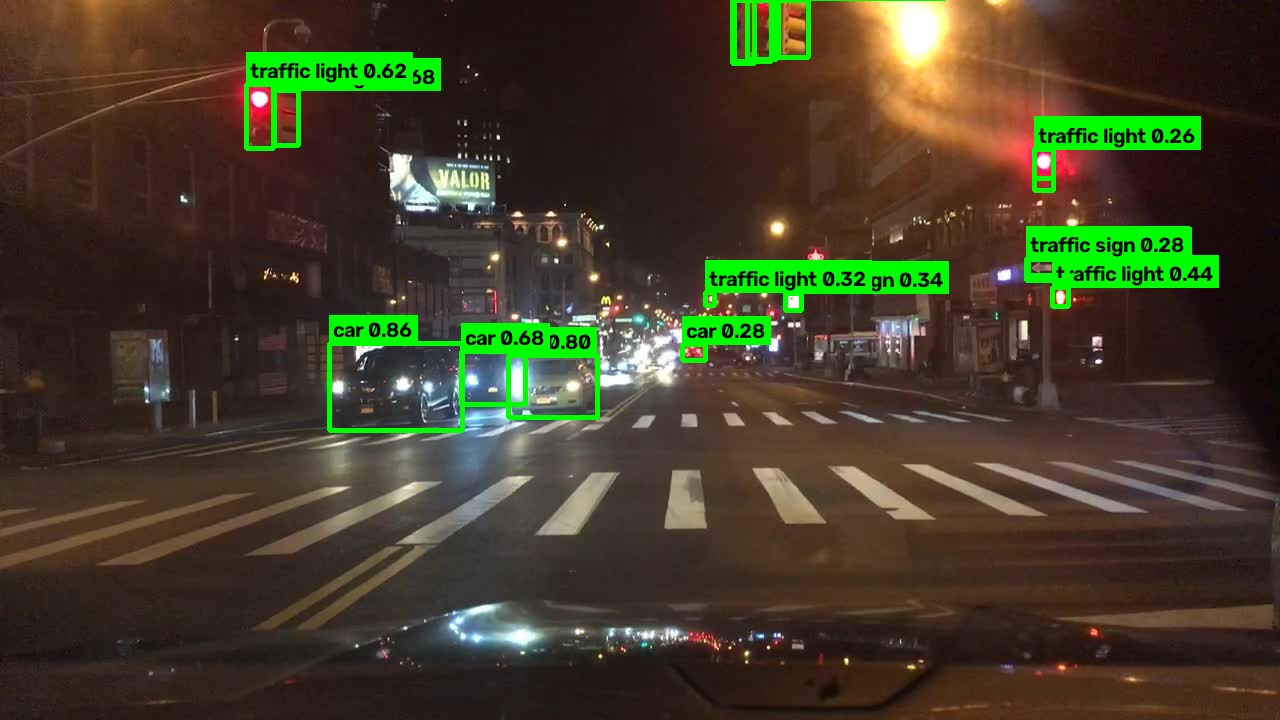 traffic light 0.62
68
traffic light 0.26
VALOR
traffic sign 0.28
traffic light 0.44
traffic light 0.32
gn 0.34
car 0.86
car 0.68
0.80
car 0.28